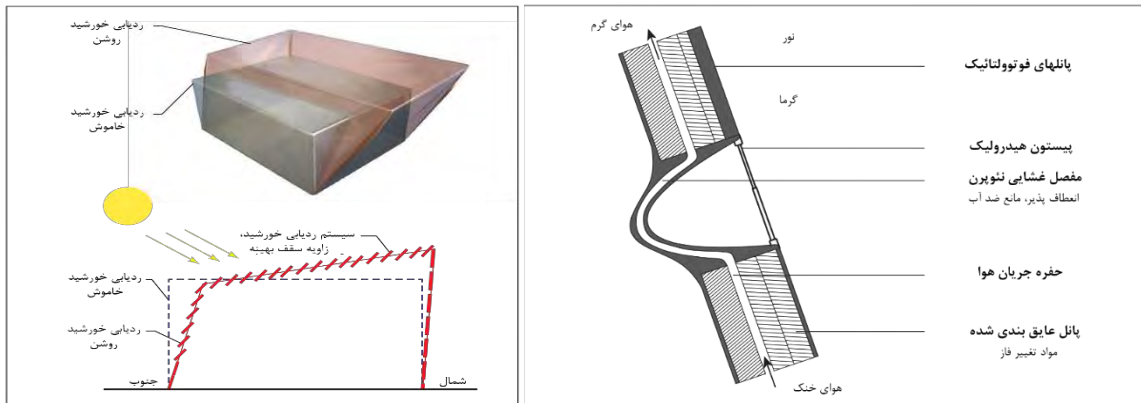 ردیابی خورشید
روشن
ردیابی خورشید
خاموش
سیستم ردیابی خورشید،
زاویه سقف بهینه
ردیابی خورشید
خاموش
ردیابی خورشید
روشن
جنوب
شمال
هوای گرم
نور
گرما
پانلهای فوتوولتائیک
پیستون هیدرولیک
مفصل غشایی نئوپرن
انعطاف پذیر، مانع ضد آب
حفره جریان هوا
پانل عایق بندی شده
مواد تغییر فاز
هوای خنک